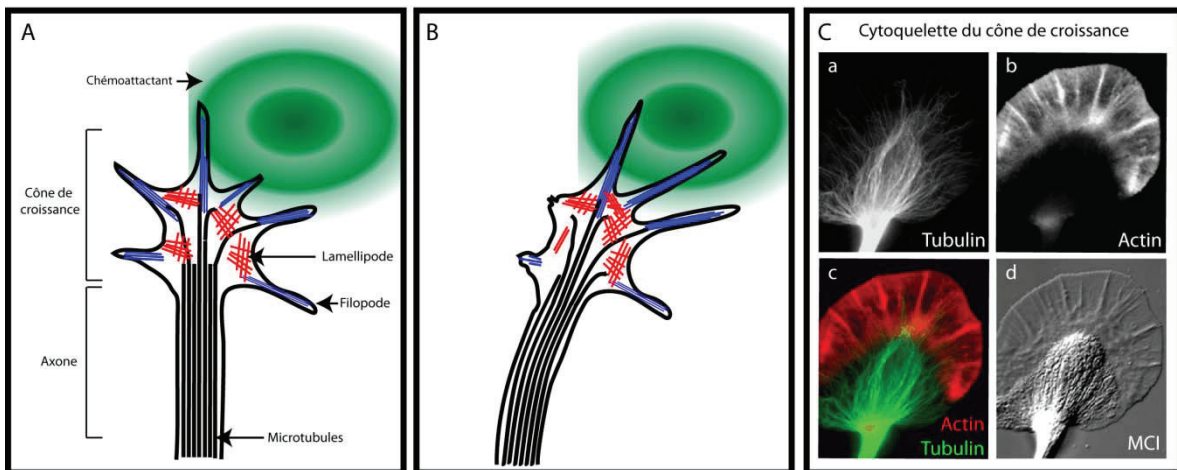 A
Chémoattactant
Cône de
croissance
Lamellipode
Filopode
Axone
Microtubules
B
C
Cytoquelette du cône de croissance
a
Tubulin
b
Actin
c
Actin
Tubulin
d
MCI